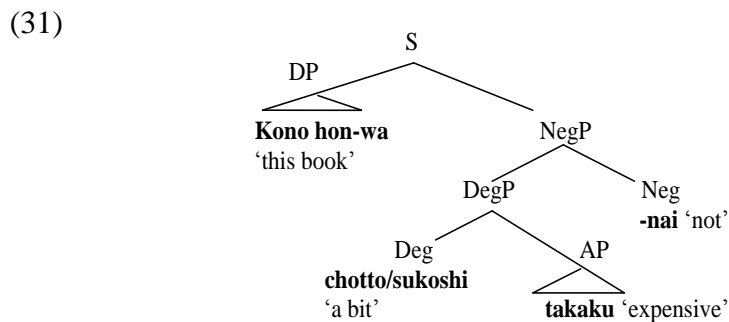 (31)
S
DP
Kono hon-wa
‘this book’
NegP
DegP
Neg
-nai ‘not’
Deg
AP
chotto/sukoshi
‘a bit’
takaku ‘expensive’